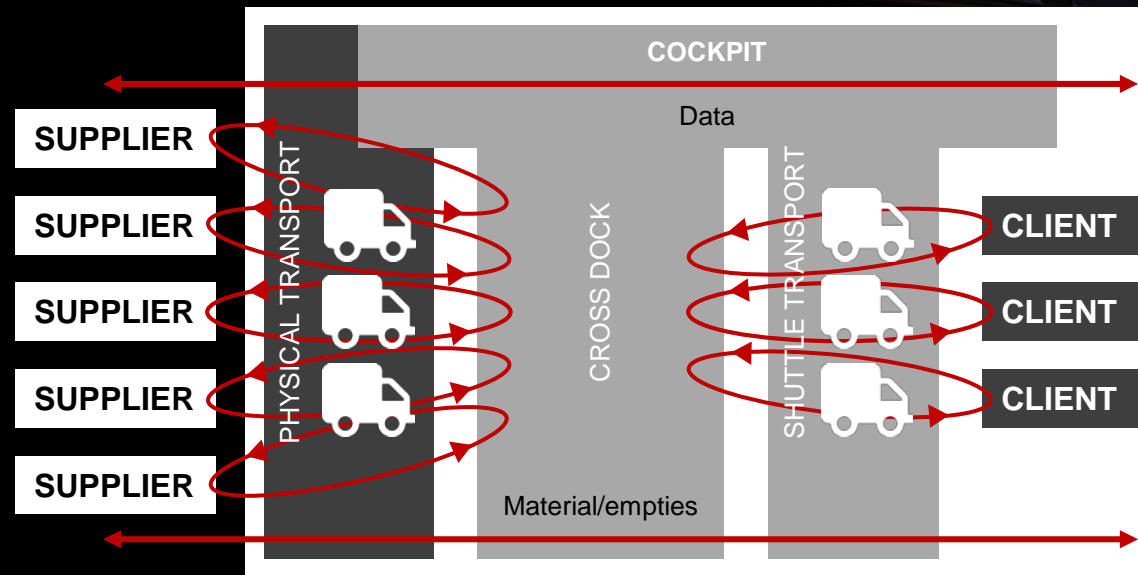 COCKPIT
Data
SUPPLIER
SUPPLIER
SUPPLIER
SUPPLIER
SUPPLIER
PHYSICAL TRANSPORT
CROSS DOCK
SHUTTLE TRANSPORT
CLIENT
CLIENT
CLIENT
Material/empties